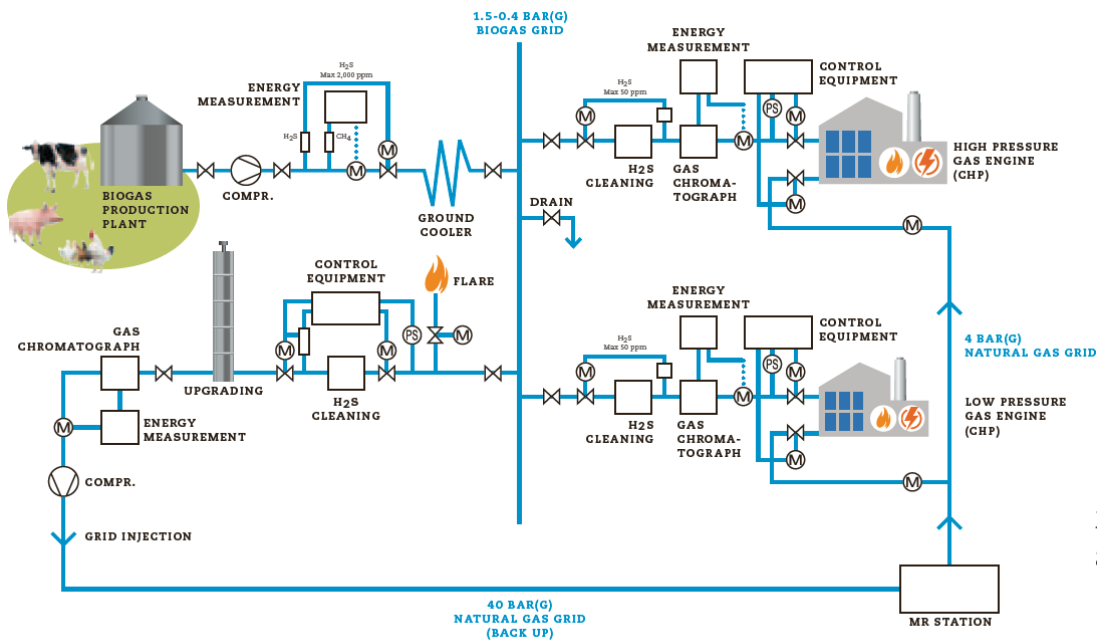 1.5-0.4 BAR(G)
BIOGAS GRID
H2S
Max 2,000 ppm
ENERGY
MEASUREMENT
H2S
CH4
M
M
BIOGAS
PRODUCTION
PLANT
COMPR.
GROUND
COOLER
DRAIN
ENERGY
MEASUREMENT
CONTROL
EQUIPMENT
H2S
Max 50 ppm
M
PS
M
M
H2S
CLEANING
GAS
CHROMA-
TOGRAPH
M
HIGH PRESSURE
GAS ENGINE
(CHP)
M
CONTROL
EQUIPMENT
FLARE
M
M
PS
M
GAS
CHROMATOGRAPH
UPGRADING
H2S
CLEANING
M
ENERGY
MEASUREMENT
COMPR.
GRID INJECTION
ENERGY
MEASUREMENT
CONTROL
EQUIPMENT
H2S
Max 50 ppm
M
PS
M
M
H2S
CLEANING
GAS
CHROMA-
TOGRAPH
M
LOW PRESSURE
GAS ENGINE
(CHP)
M
4 BAR(G)
NATURAL GAS GRID
40 BAR(G)
NATURAL GAS GRID
(BACK UP)
MR STATION